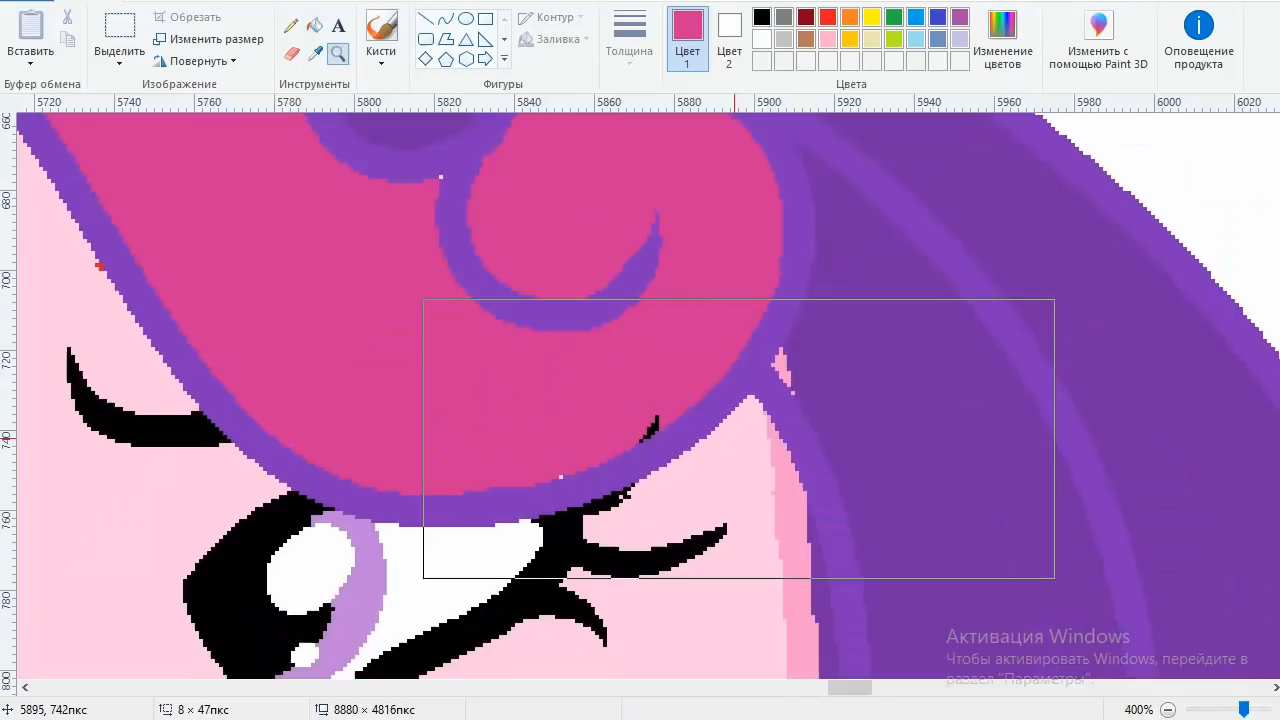 Вставить
Выделить
Обрезать
Изменить размер
Повернуть
A
Кисти
Контур
Заливка
Толщина
Цвет 1
Цвет 2
Изменение цветов
Изменить с помощью Paint 3D
Оповещение продукта
Буфер обмена
Изображение
Инструменты
Фигуры
Цвета
5720 5740 5760 5780 5800 5820 5840 5860 5880 5900 5920 5940 5960 5980 6000 6020
660
680
700
720
740
760
780
800
Активация Windows
Чтобы активировать Windows, перейдите в
раздел "Параметры".
5895, 742пкс
8 × 47пкс
8880 × 4816пкс
400%